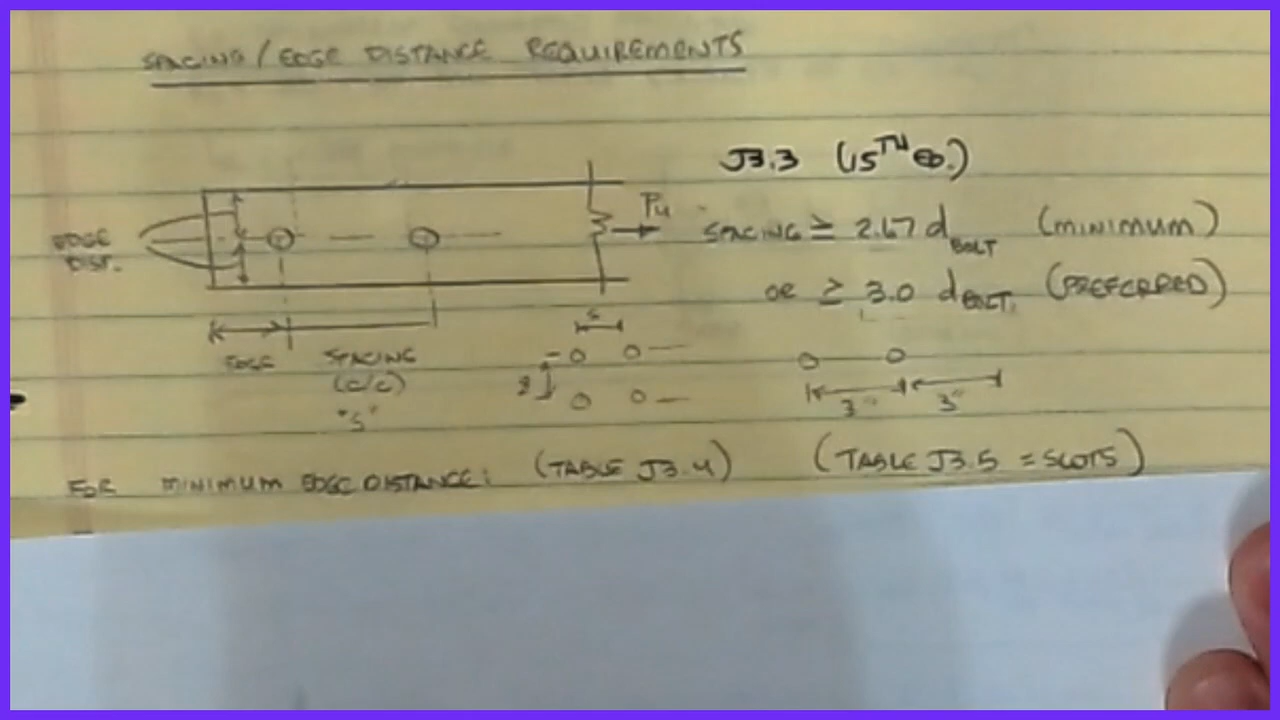 SPACING / EDGE DISTANCE REQUIREMENTS
J3.3 (15TH ED.)
Pu
SPACING ≥ 2.67 dBOLT (MINIMUM)
OR ≥ 3.0 dBOLT. (PREFERRED)
EDGE
DIST.
s
EDGE SPACING
(C/C)
"S"
3" 3"
FOR MINIMUM EDGE DISTANCE: (TABLE J3.4) (TABLE J3.5 = SLOTS)